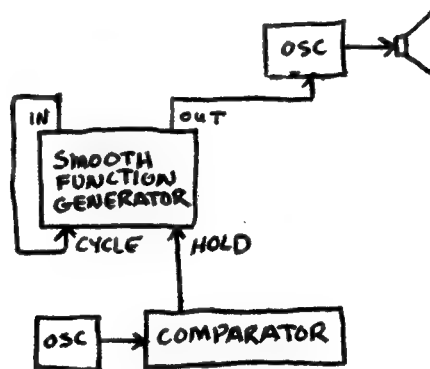 OSC
IN
OUT
SMOOTH
FUNCTION
GENERATOR
CYCLE
HOLD
OSC
COMPARATOR